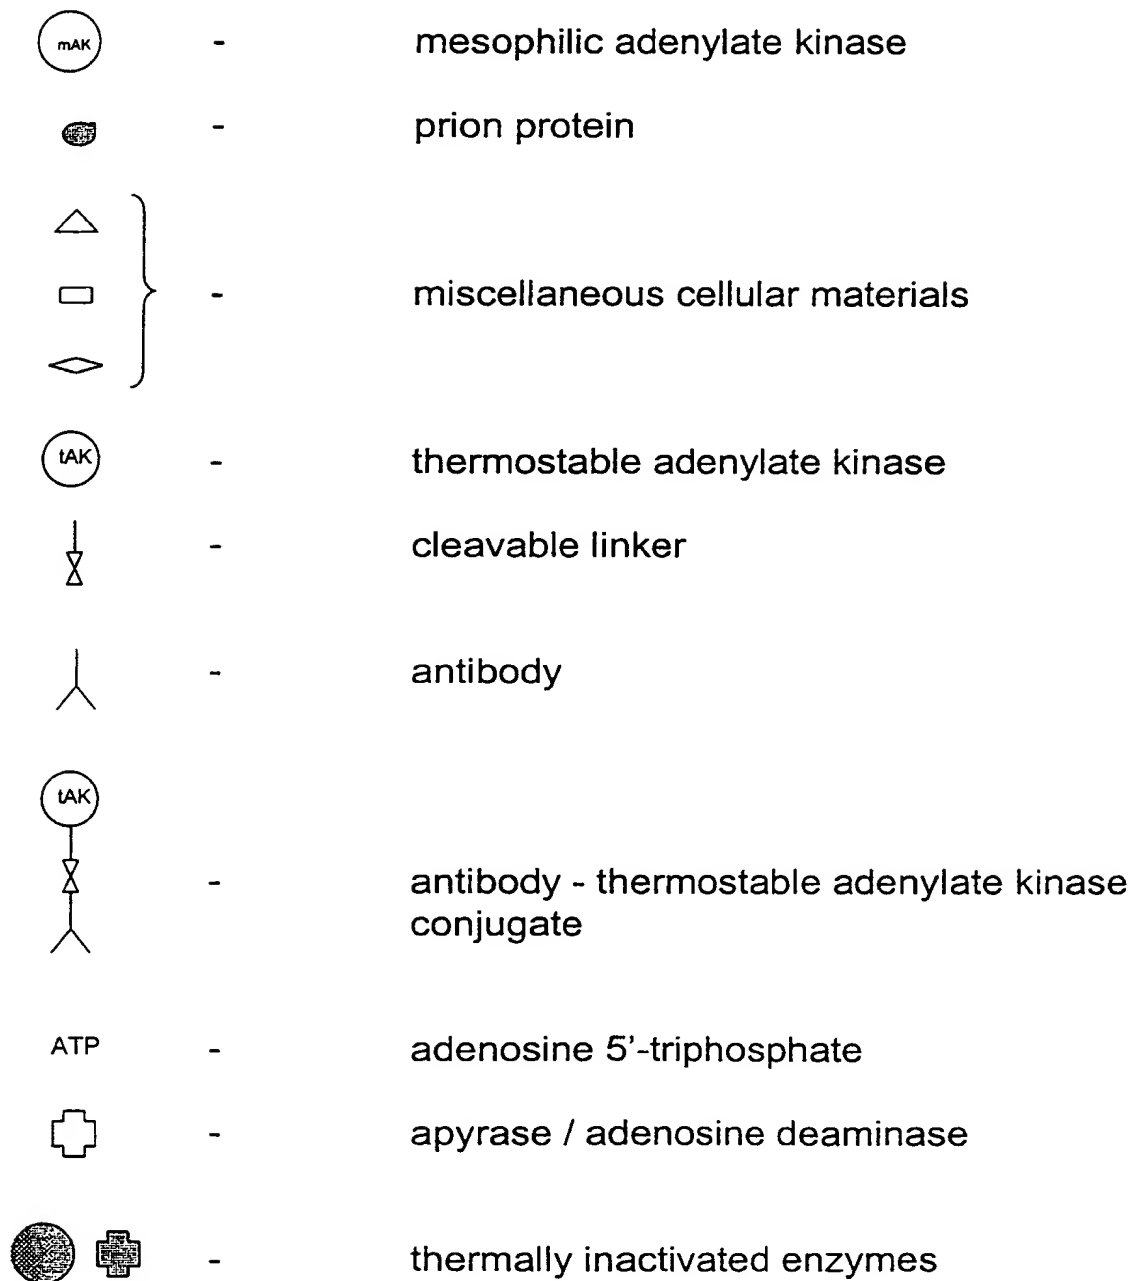 mAK - mesophilic adenylate kinase
- prion protein
- miscellaneous cellular materials
tAK - thermostable adenylate kinase
- cleavable linker
- antibody
tAK
- antibody - thermostable adenylate kinase
conjugate
ATP - adenosine 5'-triphosphate
- apyrase / adenosine deaminase
- thermally inactivated enzymes